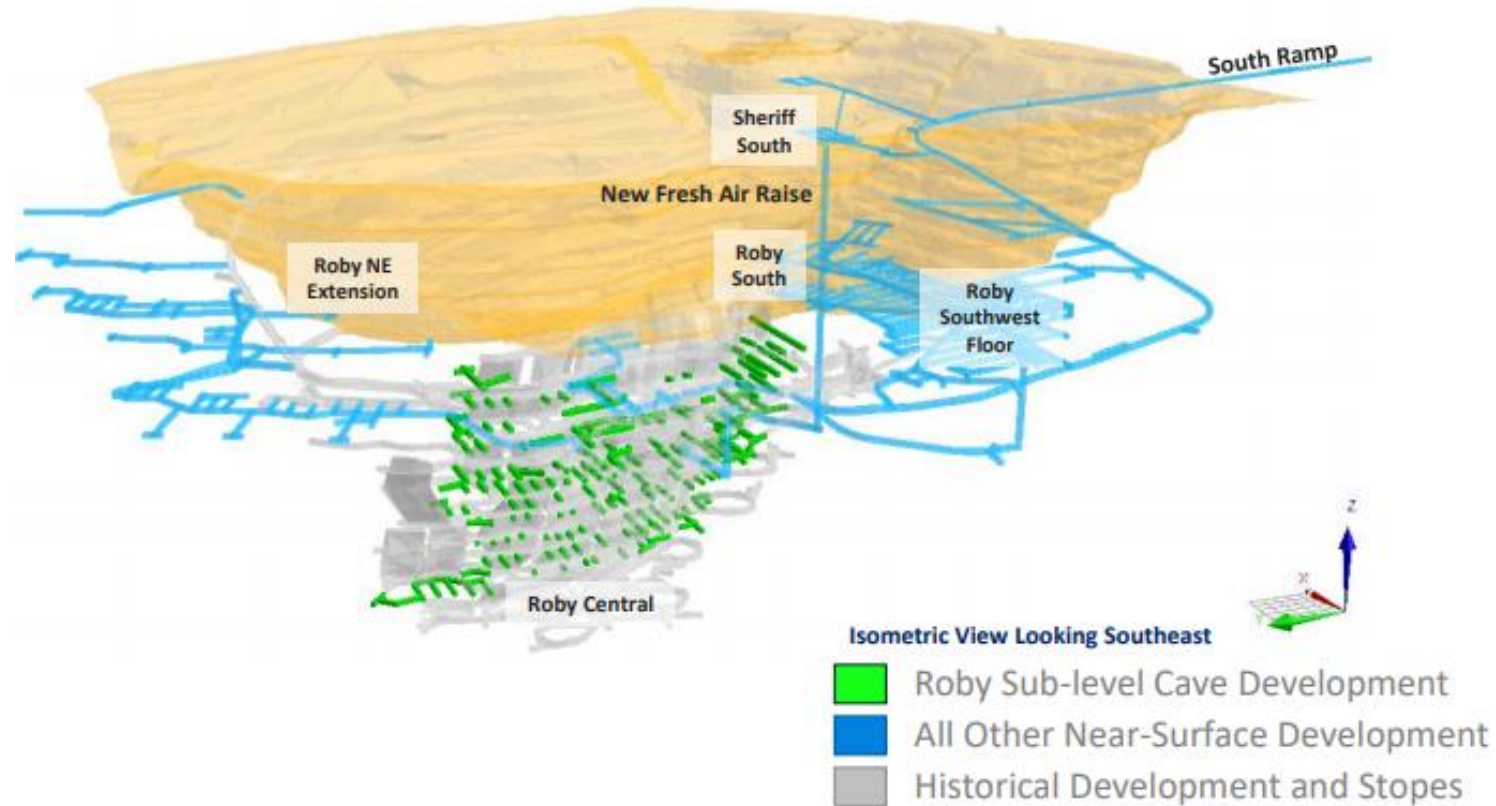 South Ramp
Sheriff
South
New Fresh Air Raise
Roby NE
Extension
Roby
South
Roby
Southwest
Floor
Roby Central
Z
X
Isometric View Looking Southeast
Roby Sub-level Cave Development
All Other Near-Surface Development
Historical Development and Stopes